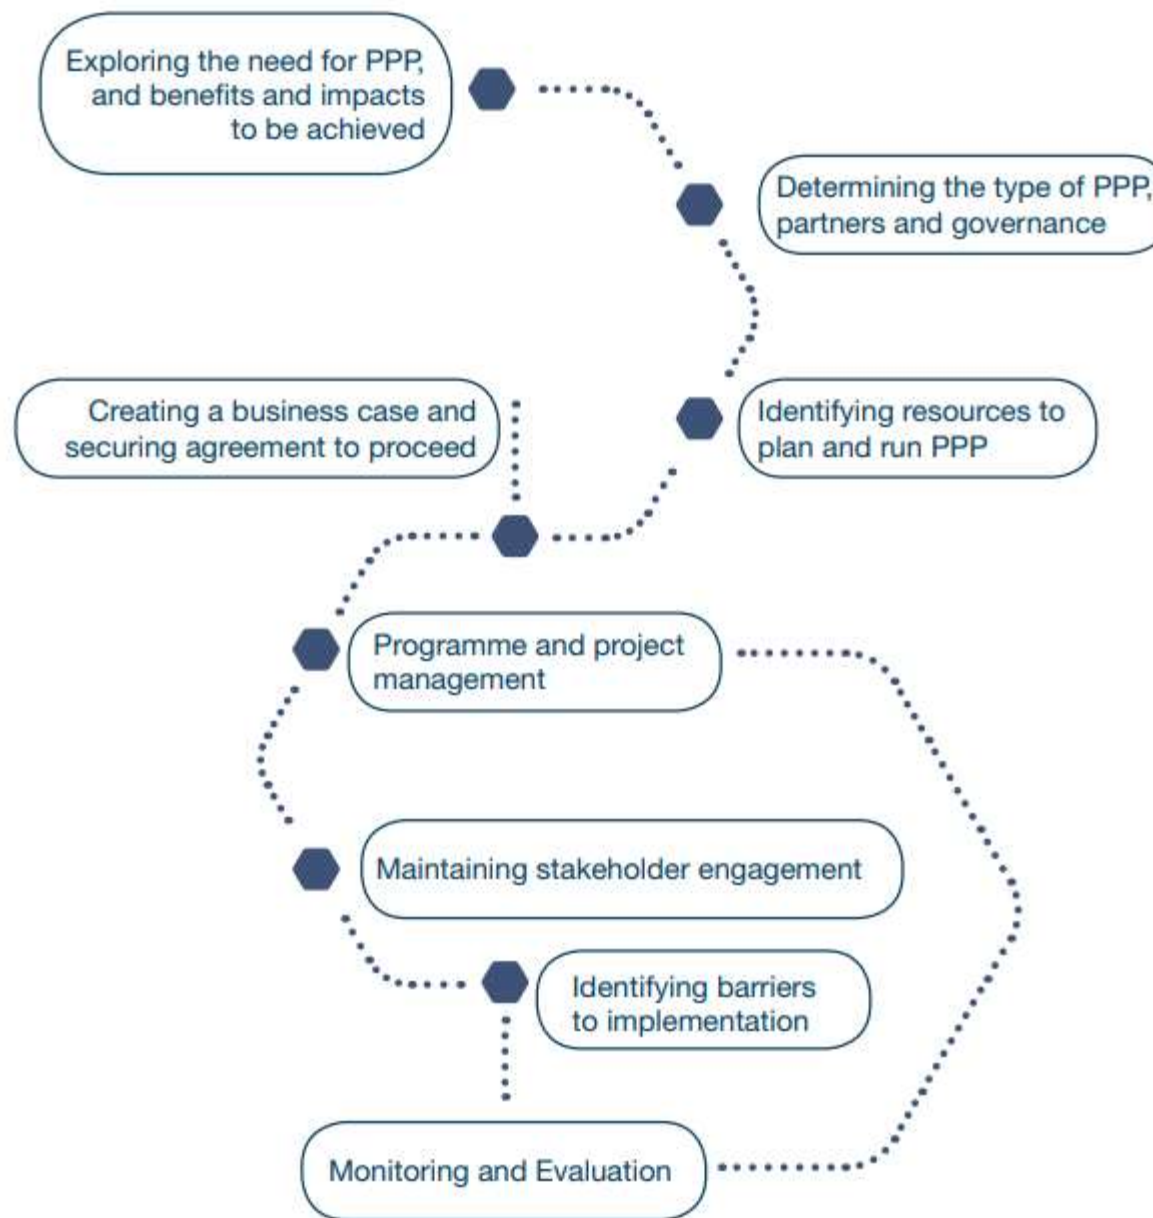 Exploring the need for PPP,
and benefits and impacts
to be achieved
Determining the type of PPP,
partners and governance
Identifying resources to
plan and run PPP
Creating a business case and
securing agreement to proceed
Programme and project
management
Maintaining stakeholder engagement
Identifying barriers
to implementation
Monitoring and Evaluation